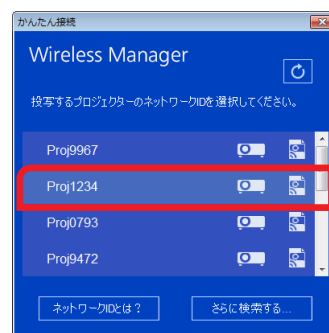 かんたん接続
Wireless Manager
投写するプロジェクターのネットワークIDを選択してください。
Proj9967
Proj1234
Proj0793
Proj9472
ネットワークIDとは？
さらに検索する...